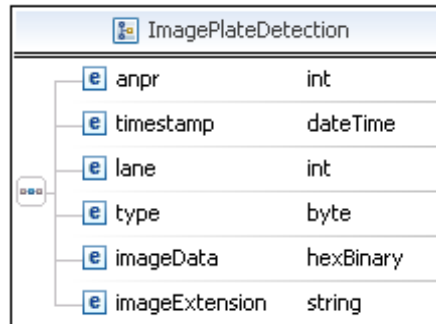 ImagePlateDetection
e anpr int
e timestamp dateTime
e lane int
e type byte
e imageData hexBinary
e imageExtension string